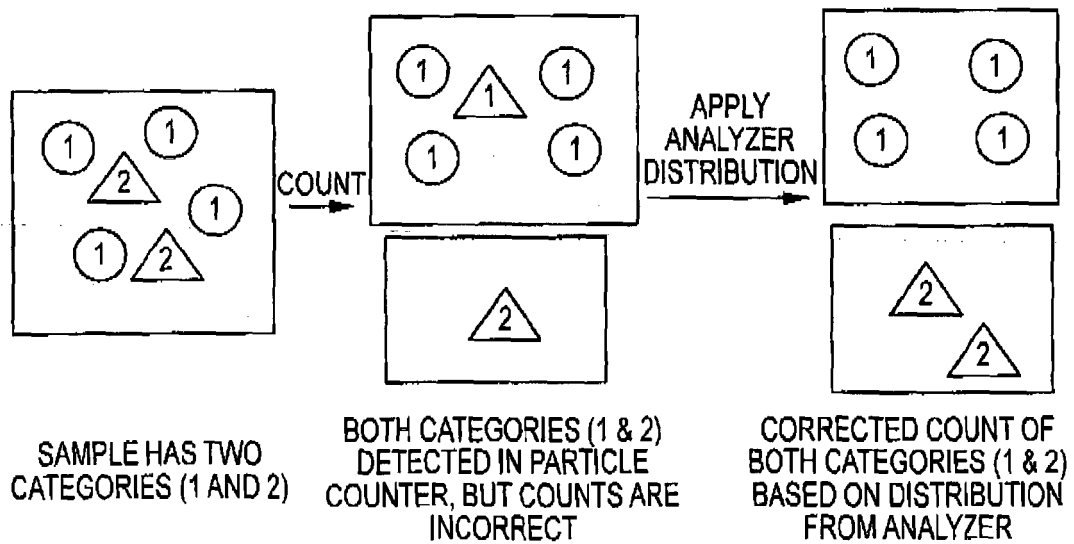 1
1
2
1
1
2
COUNT
1
1
1
1
1
2
APPLY
ANALYZER
DISTRIBUTION
1
1
1
1
2
2
SAMPLE HAS TWO
CATEGORIES (1 AND 2)
BOTH CATEGORIES (1 & 2)
DETECTED IN PARTICLE
COUNTER, BUT COUNTS ARE
INCORRECT
CORRECTED COUNT OF
BOTH CATEGORIES (1 & 2)
BASED ON DISTRIBUTION
FROM ANALYZER